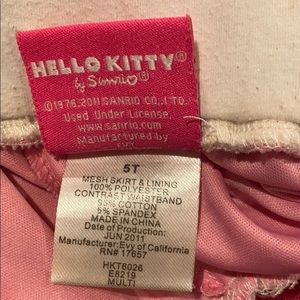 HELLO KITTY®
by Sanrio®
©1976, 2011 SANRIO CO., LTD.
Used Under License.
www.sanrio.com
Manufactured by
5T
MESH SKIRT & LINING
100% POLYESTER
CONTRAST WAISTBAND
95% COTTON
5% SPANDEX
MADE IN CHINA
DATE OF PRODUCTION:
JUN 2011
Manufacturer: Evy of California
RN# 17657
HKT6026
E8219
MULTI